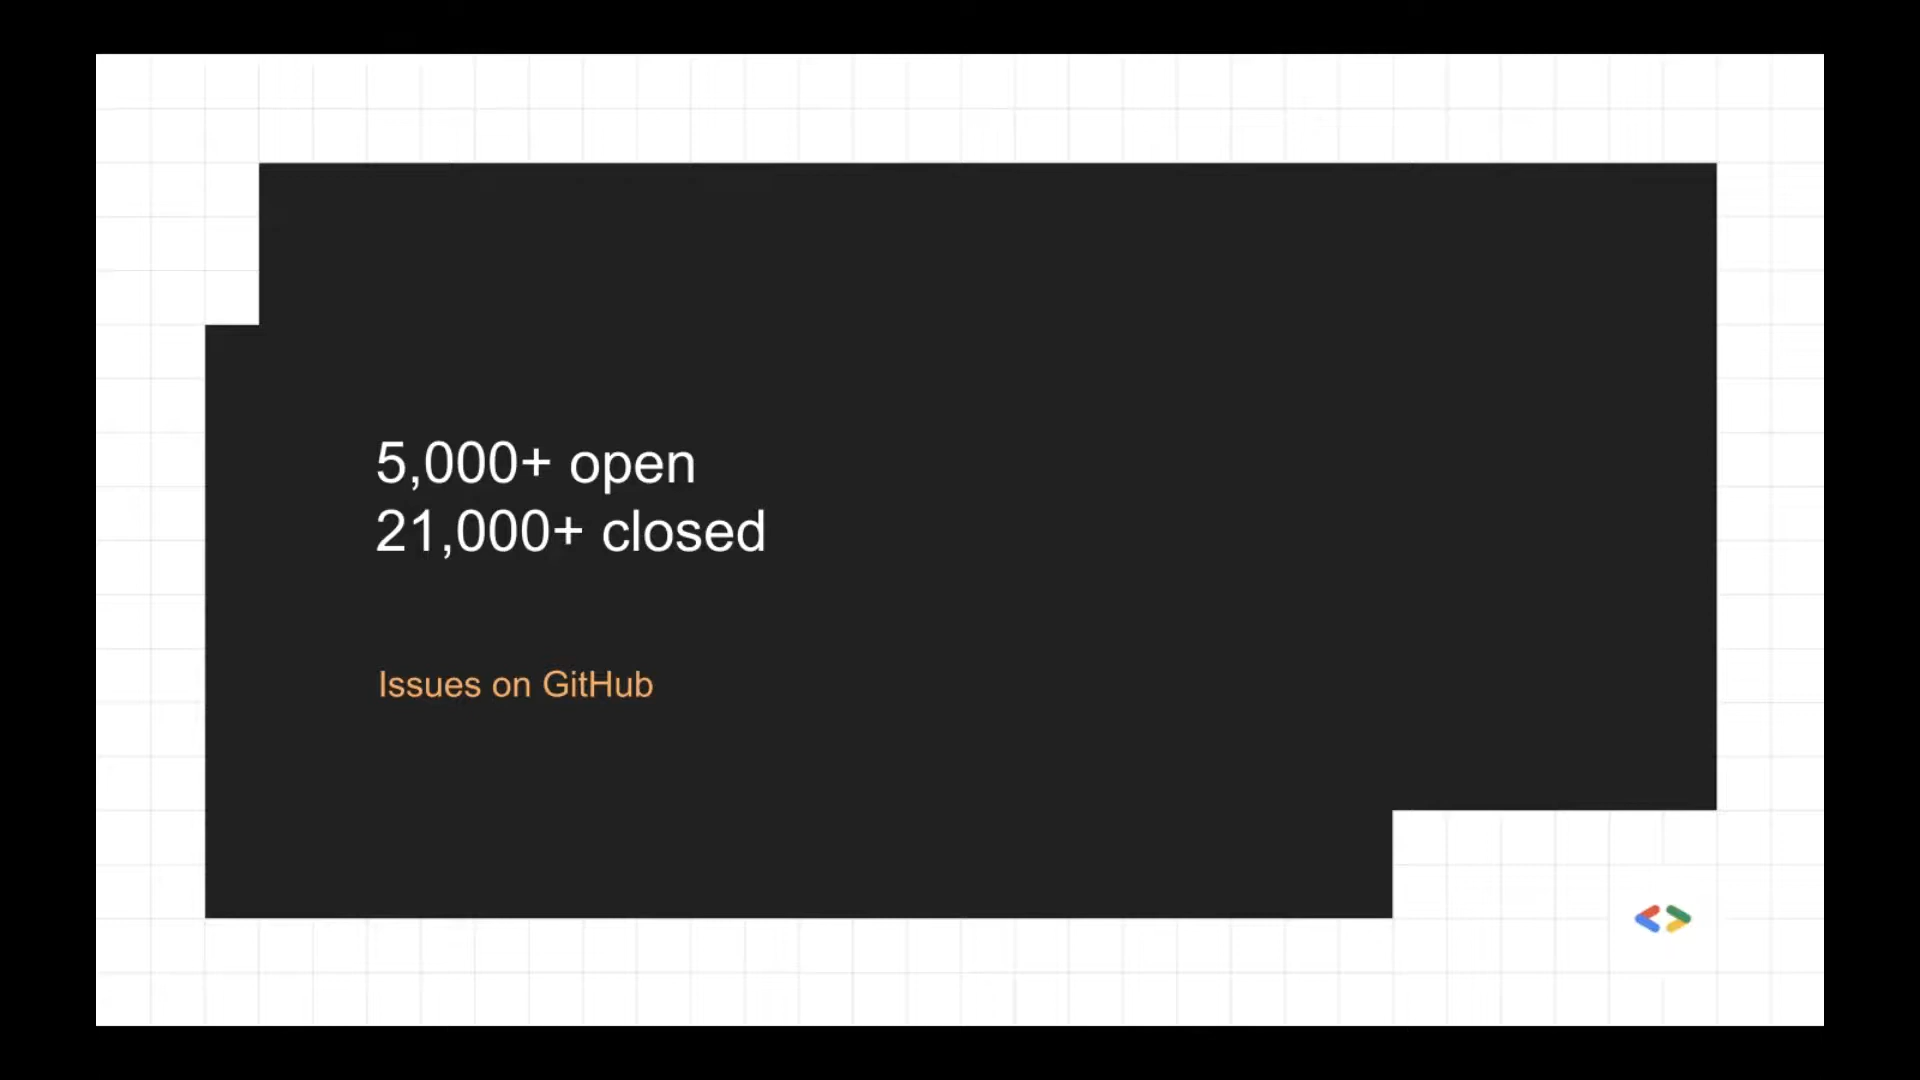 5,000+ open
21,000+ closed
Issues on GitHub